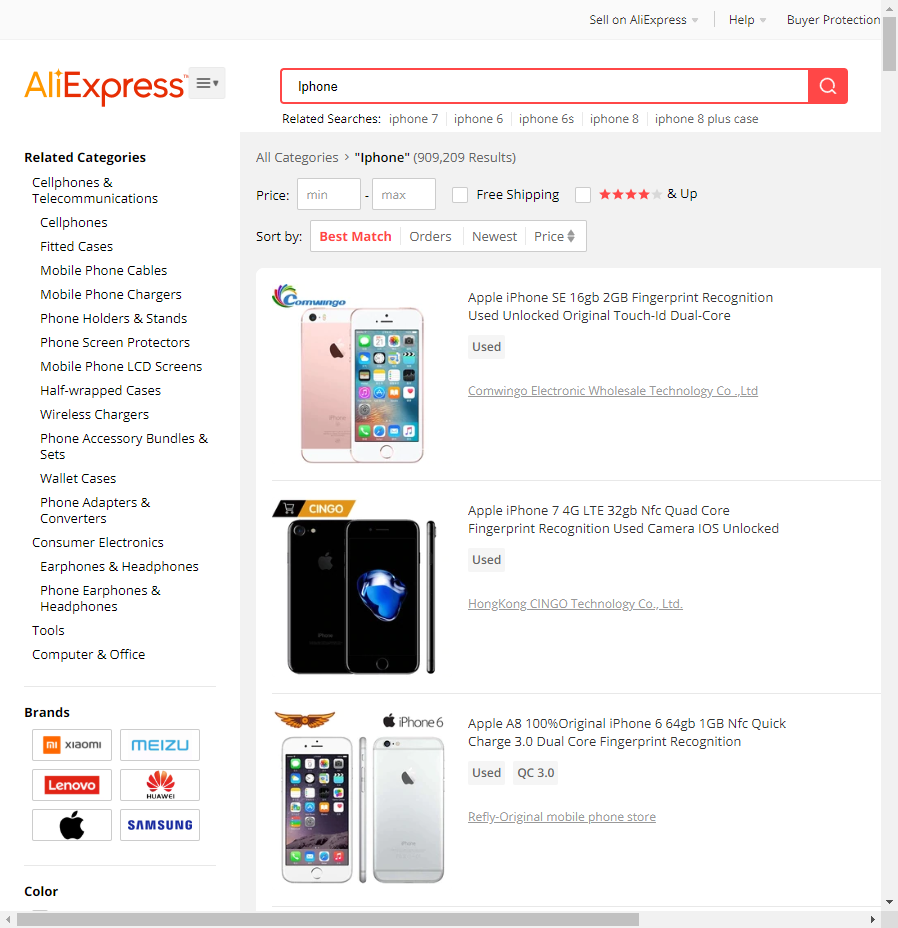 Sell on AliExpress
Help
Buyer Protection
AliExpress™
Iphone
Related Searches: iphone 7 iphone 6 iphone 6s iphone 8 iphone 8 plus case
Related Categories
Cellphones &
Telecommunications
Cellphones
Fitted Cases
Mobile Phone Cables
Mobile Phone Chargers
Phone Holders & Stands
Phone Screen Protectors
Mobile Phone LCD Screens
Half-wrapped Cases
Wireless Chargers
Phone Accessory Bundles &
Sets
Wallet Cases
Phone Adapters &
Converters
Consumer Electronics
Earphones & Headphones
Phone Earphones &
Headphones
Tools
Computer & Office
Brands
mi xiaomi
MEIZU
Lenovo
HUAWEI
SAMSUNG
Color
All Categories > "Iphone" (909,209 Results)
Price: min - max Free Shipping & Up
Sort by: Best Match Orders Newest Price
Comwingo
Apple iPhone SE 16gb 2GB Fingerprint Recognition
Used Unlocked Original Touch-Id Dual-Core
Used
Comwingo Electronic Wholesale Technology Co .,Ltd
CINGO
Apple iPhone 7 4G LTE 32gb Nfc Quad Core
Fingerprint Recognition Used Camera IOS Unlocked
Used
HongKong CINGO Technology Co., Ltd.
iPhone 6
Apple A8 100%Original iPhone 6 64gb 1GB Nfc Quick
Charge 3.0 Dual Core Fingerprint Recognition
Used QC 3.0
Refly-Original mobile phone store